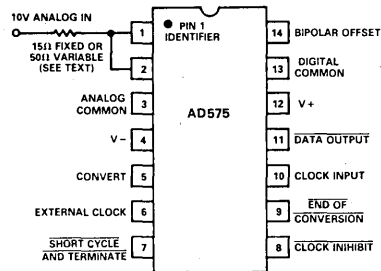 10V ANALOG IN
15Ω FIXED OR
50Ω VARIABLE
(SEE TEXT)
1
PIN 1
IDENTIFIER
14
BIPOLAR OFFSET
2
13
DIGITAL
COMMON
ANALOG
COMMON
3
AD575
12
V+
V-
4
11
DATA OUTPUT
CONVERT
5
10
CLOCK INPUT
EXTERNAL CLOCK
6
9
END OF
CONVERSION
SHORT CYCLE
AND TERMINATE
7
8
CLOCK INIHIBIT